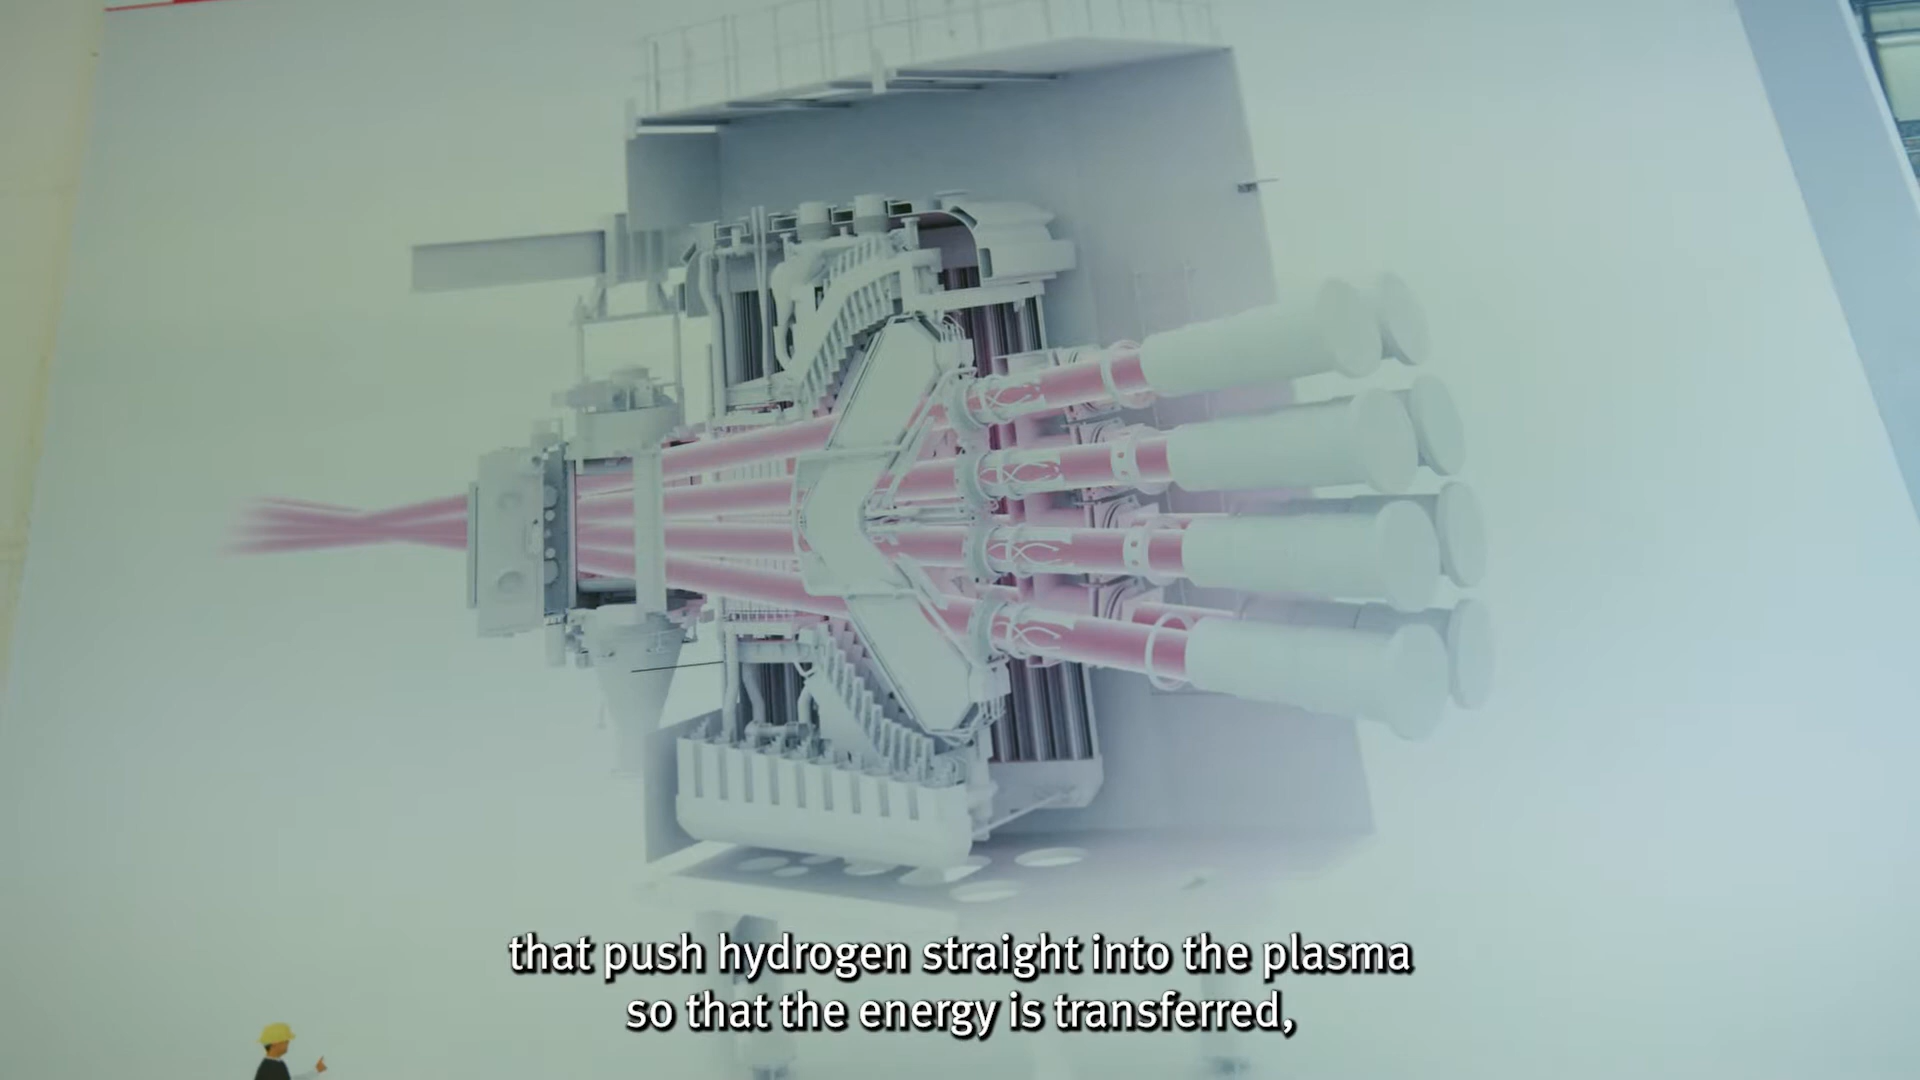 that push hydrogen straight into the plasma
so that the energy is transferred,